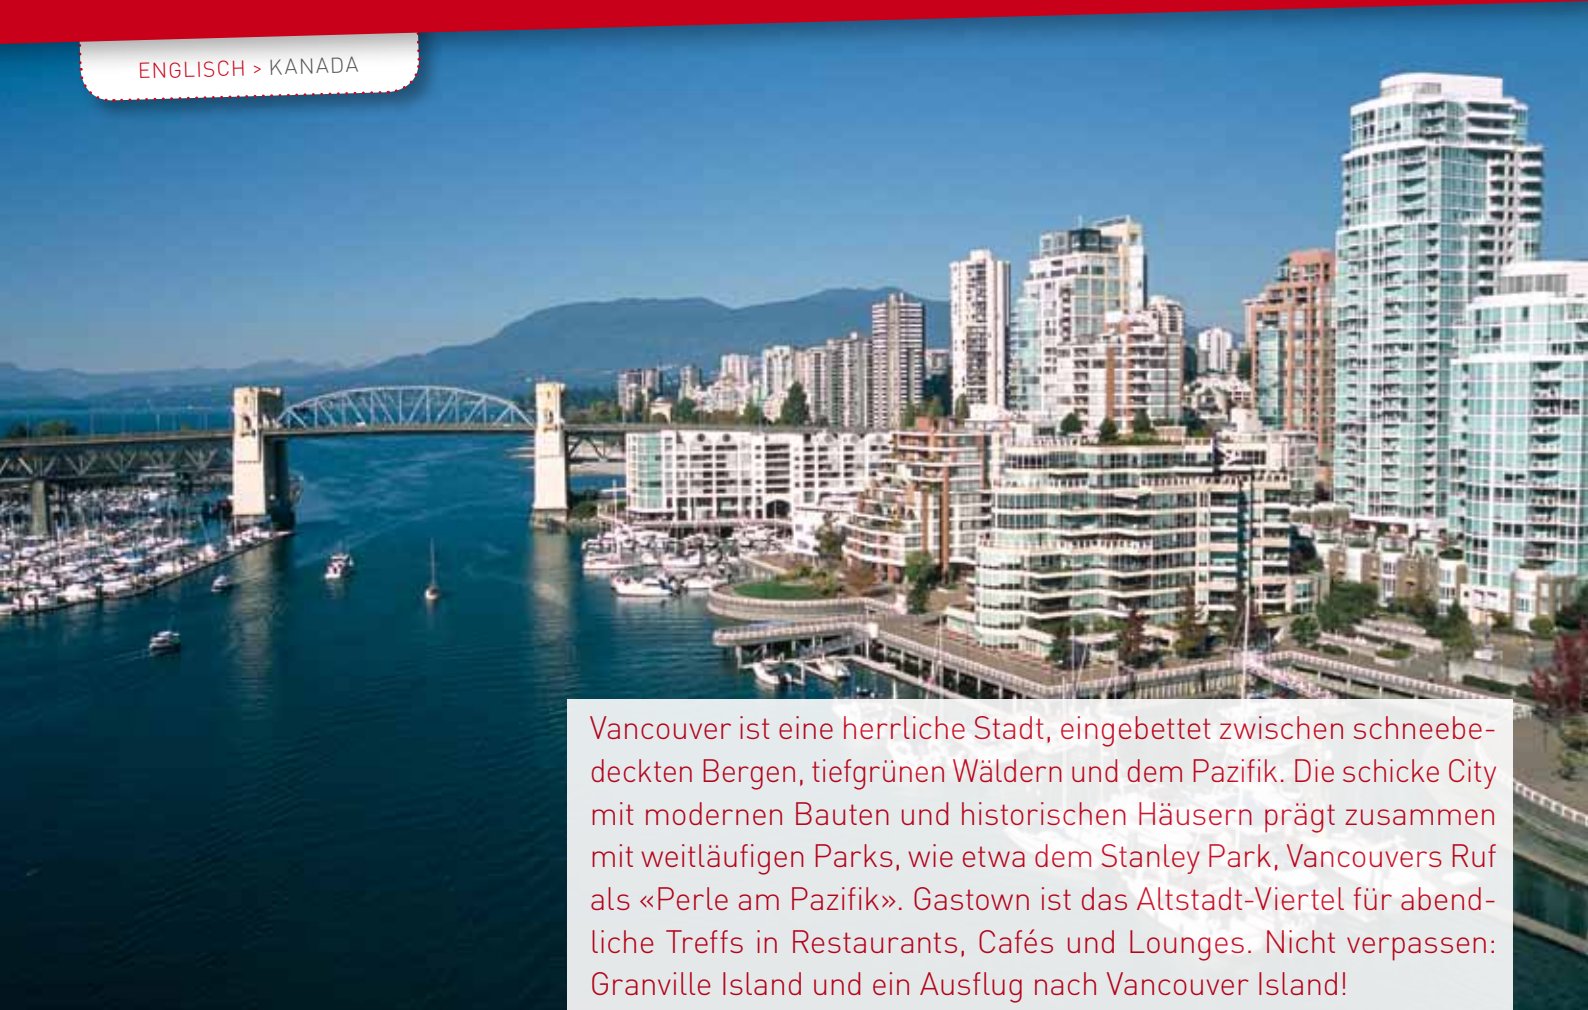 ENGLISCH > KANADA
Vancouver ist eine herrliche Stadt, eingebettet zwischen schneebe-
deckten Bergen, tiefgrünen Wäldern und dem Pazifik. Die schicke City
mit modernen Bauten und historischen Häusern prägt zusammen
mit weitläufigen Parks, wie etwa dem Stanley Park, Vancouvers Ruf
als «Perle am Pazifik». Gastown ist das Altstadt-Viertel für abend-
liche Treffs in Restaurants, Cafés und Lounges. Nicht verpassen:
Granville Island und ein Ausflug nach Vancouver Island!